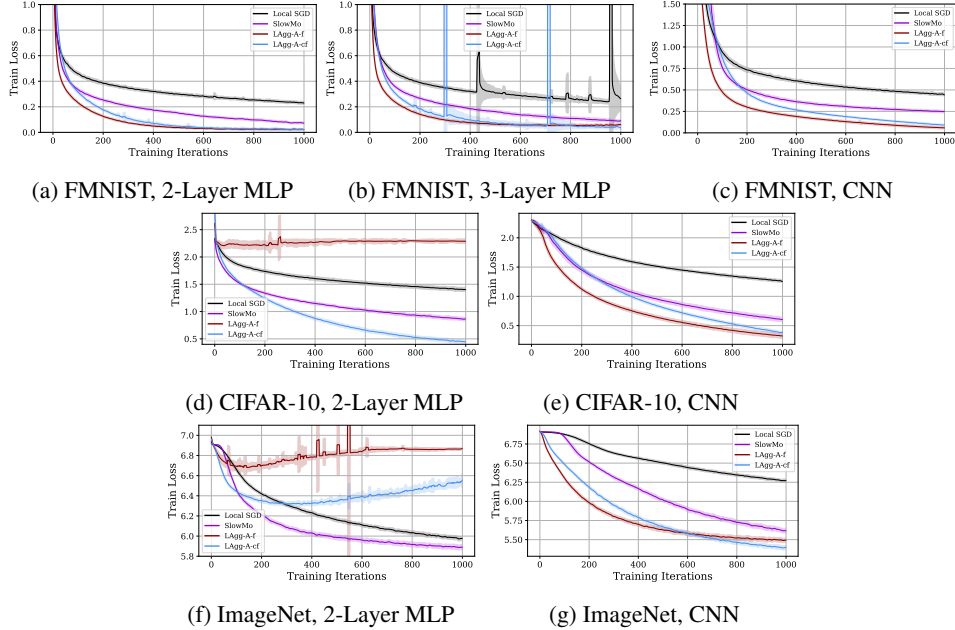 1.0
0.8
0.6
0.4
0.2
0.0
Train Loss
0 200 400 600 800 1000
Training Iterations
Local SGD
SlowMo
LAgg-A-f
LAgg-A-cf
1.0
0.8
0.6
0.4
0.2
0.0
Train Loss
0 200 400 600 800 1000
Training Iterations
Local SGD
SlowMo
LAgg-A-f
LAgg-A-cf
1.50
1.25
1.00
0.75
0.50
0.25
0.00
Train Loss
0 200 400 600 800 1000
Training Iterations
Local SGD
SlowMo
LAgg-A-f
LAgg-A-cf
(a) FMNIST, 2-Layer MLP
(b) FMNIST, 3-Layer MLP
(c) FMNIST, CNN
2.5
2.0
1.5
1.0
0.5
Train Loss
0 200 400 600 800 1000
Training Iterations
Local SGD
SlowMo
LAgg-A-f
LAgg-A-cf
2.0
1.5
1.0
0.5
Train Loss
0 200 400 600 800 1000
Training Iterations
Local SGD
SlowMo
LAgg-A-f
LAgg-A-cf
(d) CIFAR-10, 2-Layer MLP
(e) CIFAR-10, CNN
7.0
6.8
6.6
6.4
6.2
6.0
5.8
Train Loss
0 200 400 600 800 1000
Training Iterations
Local SGD
SlowMo
LAgg-A-f
LAgg-A-cf
6.75
6.50
6.25
6.00
5.75
5.50
Train Loss
0 200 400 600 800 1000
Training Iterations
Local SGD
SlowMo
LAgg-A-f
LAgg-A-cf
(f) ImageNet, 2-Layer MLP
(g) ImageNet, CNN